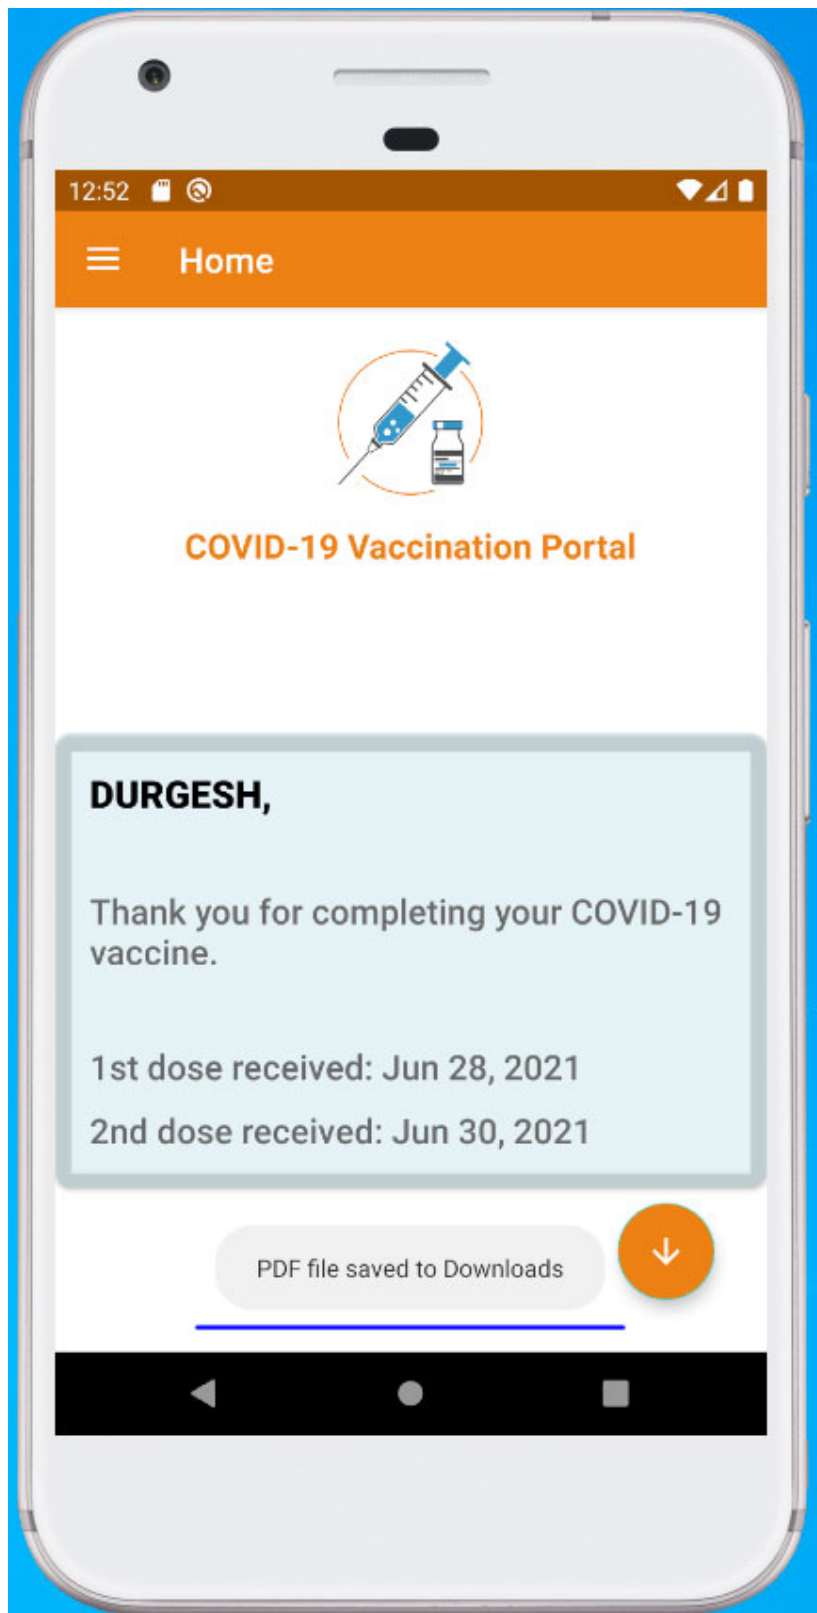 12:52
Home
COVID-19 Vaccination Portal
DURGESH,
Thank you for completing your COVID-19
vaccine.
1st dose received: Jun 28, 2021
2nd dose received: Jun 30, 2021
PDF file saved to Downloads